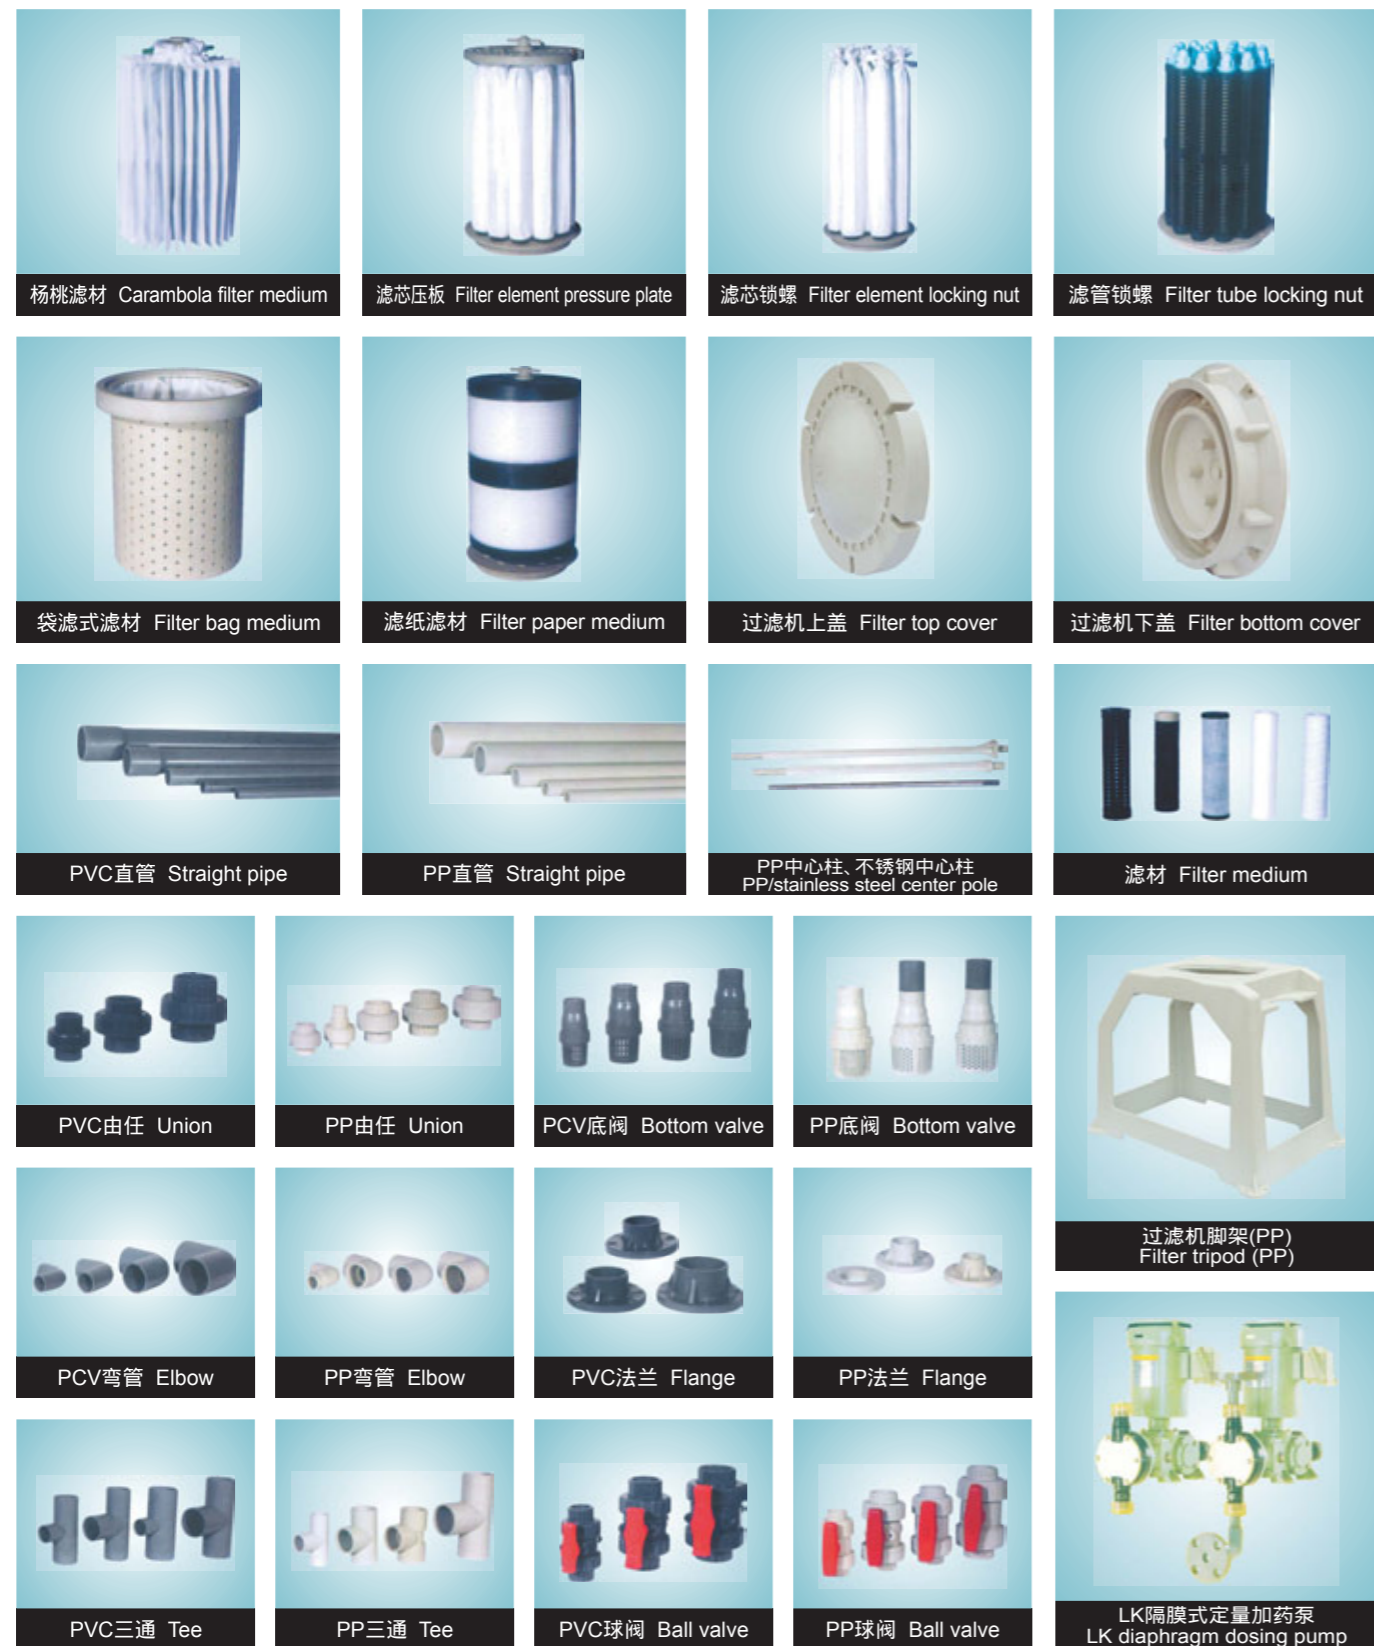 杨桃滤材 Carambola filter medium
滤芯压板 Filter element pressure plate
滤芯锁螺 Filter element locking nut
滤管锁螺 Filter tube locking nut
袋滤式滤材 Filter bag medium
滤纸滤材 Filter paper medium
过滤机上盖 Filter top cover
过滤机下盖 Filter bottom cover
PVC直管 Straight pipe
PP直管 Straight pipe
PP中心柱、不锈钢中心柱
PP/stainless steel center pole
滤材 Filter medium
PVC由任 Union
PP由任 Union
PCV底阀 Bottom valve
PP底阀 Bottom valve
过滤机脚架(PP)
Filter tripod (PP)
PCV弯管 Elbow
PP弯管 Elbow
PVC法兰 Flange
PP法兰 Flange
PVC三通 Tee
PP三通 Tee
PVC球阀 Ball valve
PP球阀 Ball valve
LK隔膜式定量加药泵
LK diaphragm dosing pump